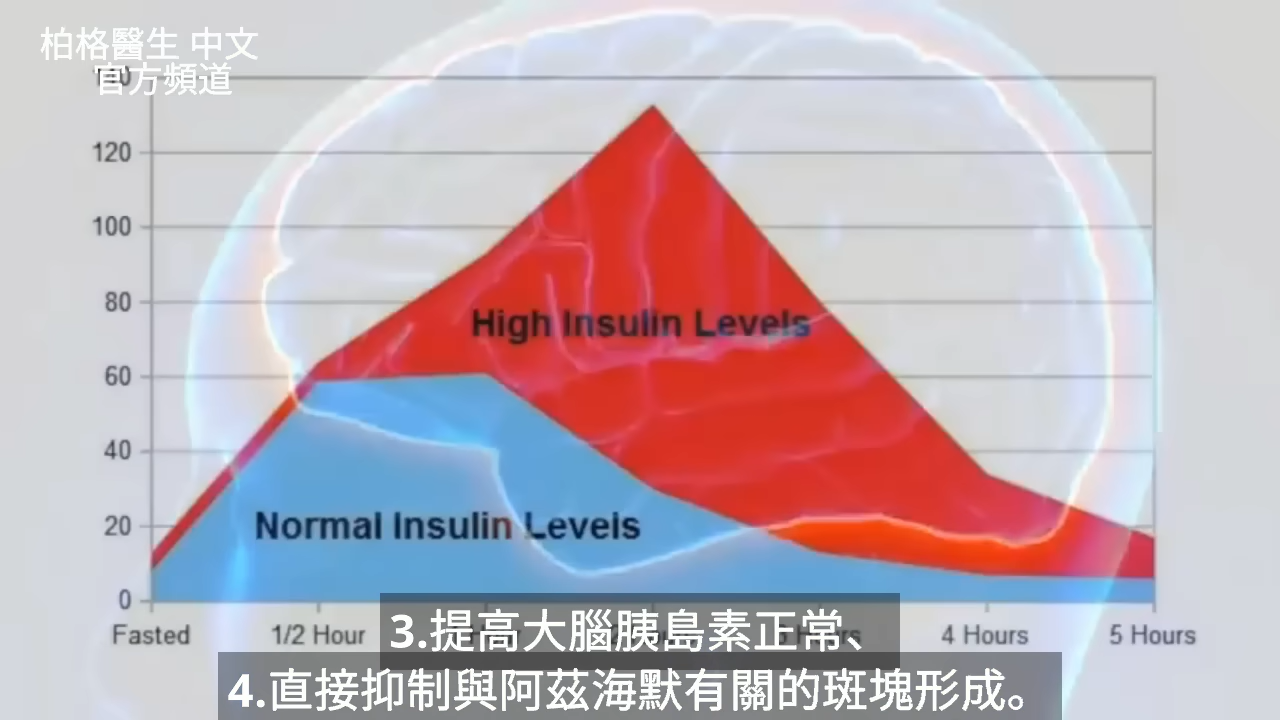 柏格醫生 中文
官方頻道
140
120
100
80
60
40
20
0
High Insulin Levels
Normal Insulin Levels
Fasted 1/2 Hour 4 Hours 5 Hours
3.提高大腦胰島素正常、
4.直接抑制與阿茲海默有關的斑塊形成。